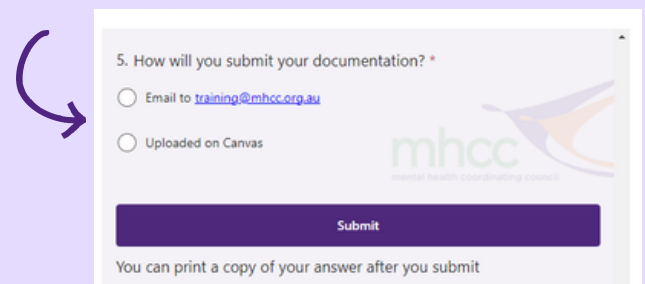 5. How will you submit your documentation? *
Email to training@mhcc.org.au
Uploaded on Canvas
mhcc
mental health coordinating council
Submit
You can print a copy of your answer after you submit